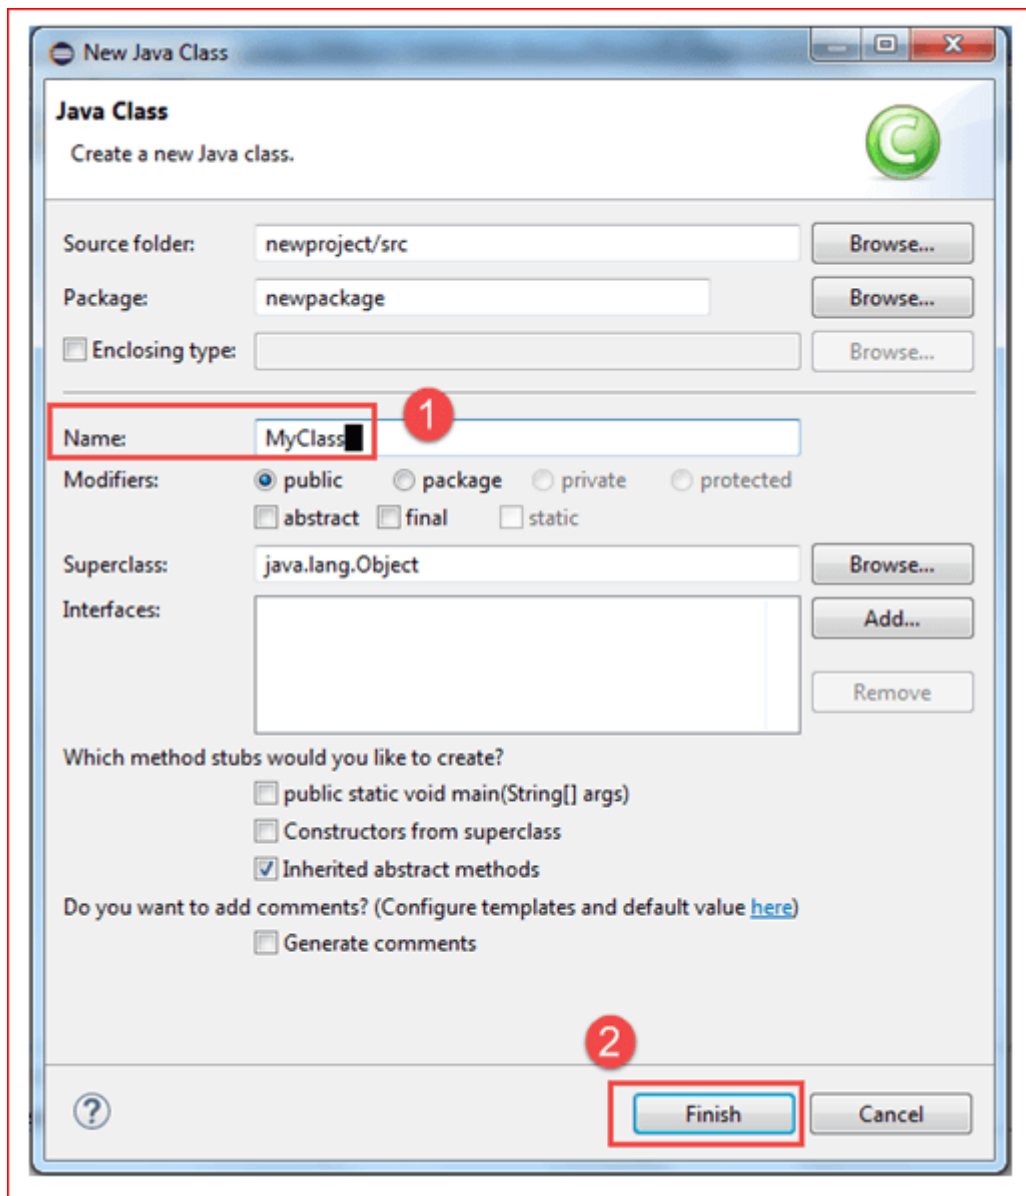 New Java Class
Java Class
Create a new Java class.
C
Source folder: newproject/src Browse...
Package: newpackage Browse...
Enclosing type: Browse...
1
Name: MyClass
Modifiers: public package private protected
abstract final static
Superclass: java.lang.Object Browse...
Interfaces: Add...
Remove
Which method stubs would you like to create?
public static void main(String[] args)
Constructors from superclass
Inherited abstract methods
Do you want to add comments? (Configure templates and default value here)
Generate comments
2
? Finish Cancel